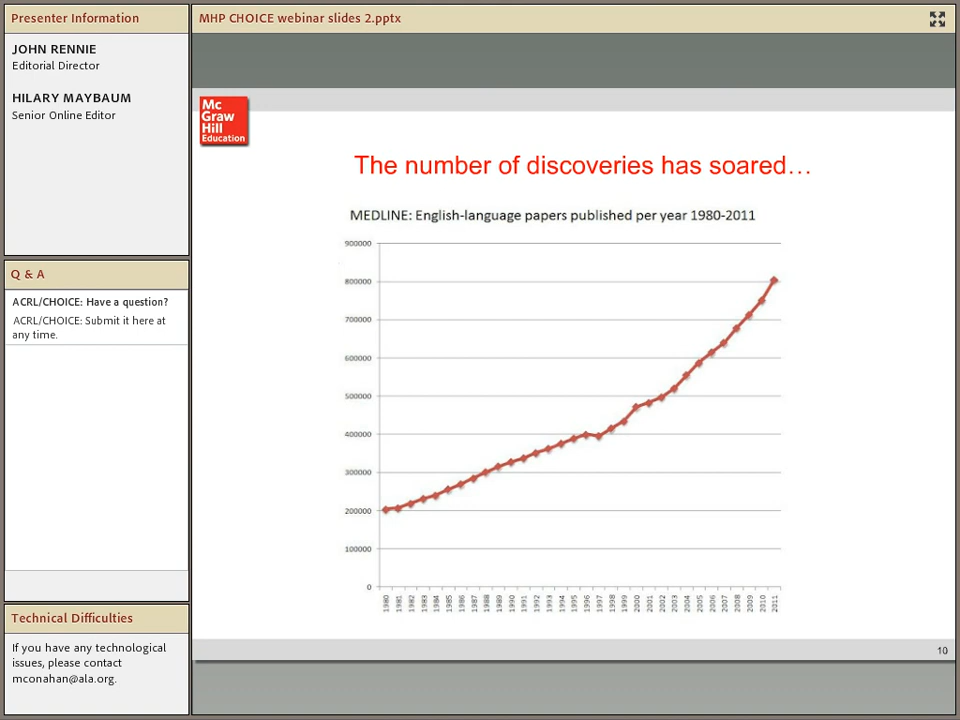 Presenter Information
JOHN RENNIE
Editorial Director
HILARY MAYBAUM
Senior Online Editor
Q & A
ACRL/CHOICE: Have a question?
ACRL/CHOICE: Submit it here at
any time.
Technical Difficulties
If you have any technological
issues, please contact
mconahan@ala.org.
MHP CHOICE webinar slides 2.pptx
Mc
Graw
Hill
Education
The number of discoveries has soared…
MEDLINE: English-language papers published per year 1980-2011
900000
800000
700000
600000
500000
400000
300000
200000
100000
0
1980
1981
1982
1983
1984
1985
1986
1987
1988
1989
1990
1991
1992
1993
1994
1995
1996
1997
1998
1999
2000
2001
2002
2003
2004
2005
2006
2007
2008
2009
2010
2011
10